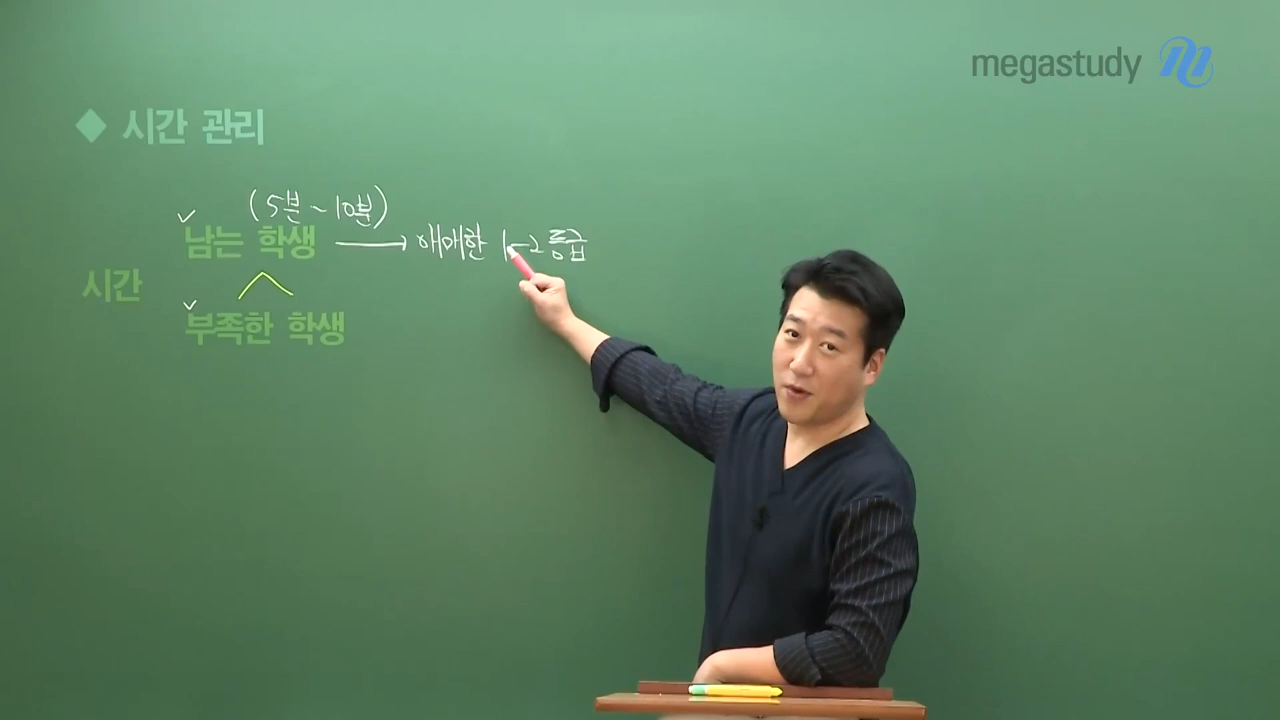 megastudy
◆ 시간 관리
(5분~10분)
✓남는 학생 → 애매한 1-2등급
시간
✓부족한 학생